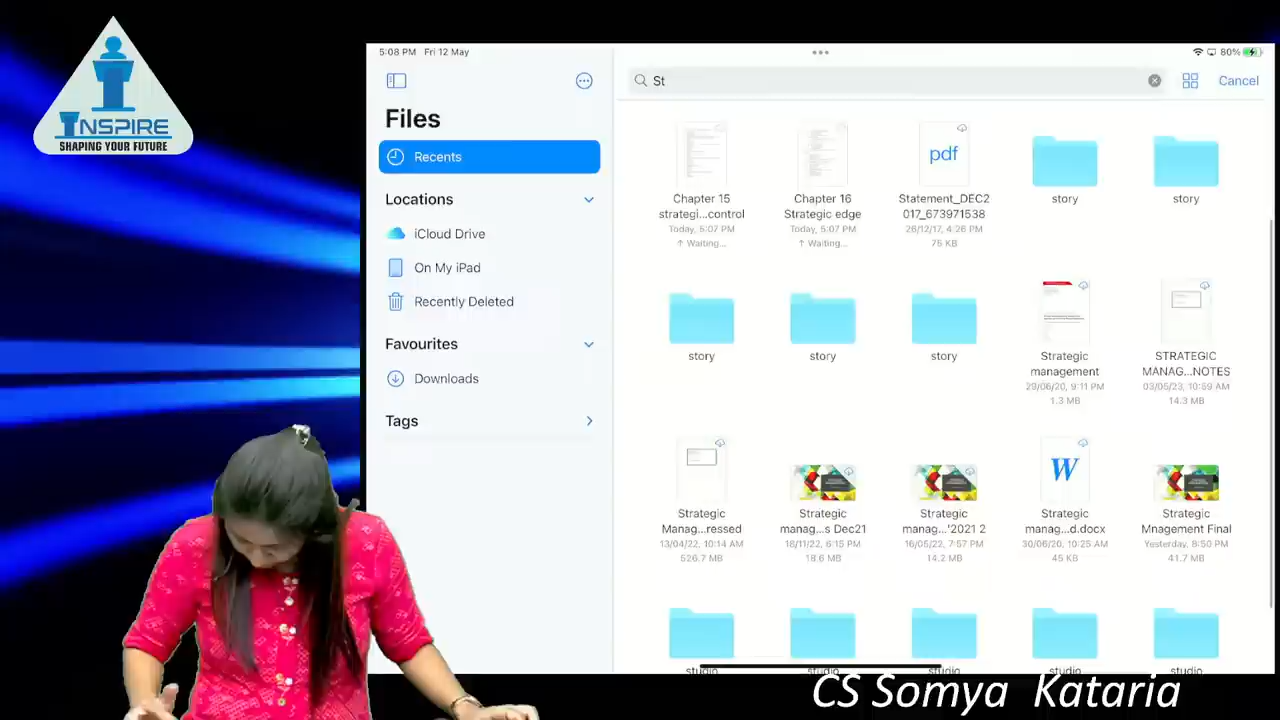 INSPIRE
SHAPING YOUR FUTURE
5:08 PM Fri 12 May
80%
St
Cancel
Files
Recents
Locations
iCloud Drive
On My iPad
Recently Deleted
Favourites
Downloads
Tags
Chapter 15
strategi...control
Today, 5:07 PM
↑ Waiting...
Chapter 16
Strategic edge
Today, 5:07 PM
↑ Waiting...
pdf
Statement_DEC2
017_673971538
26/12/17, 4:26 PM
75 KB
story
story
story
story
story
Strategic
management
29/06/20, 9:11 PM
1.3 MB
STRATEGIC
MANAG...NOTES
03/05/23, 10:59 AM
14.3 MB
Strategic
Manag...ressed
13/04/22, 10:14 AM
526.7 MB
Strategic
manag...s Dec21
18/11/22, 6:15 PM
18.6 MB
Strategic
manag...'2021 2
16/05/22, 7:57 PM
14.2 MB
W
Strategic
manag...d.docx
30/06/20, 10:25 AM
45 KB
Strategic
Mnagement Final
Yesterday, 8:50 PM
41.7 MB
studio
studio
studio
studio
studio
CS Somya Kataria